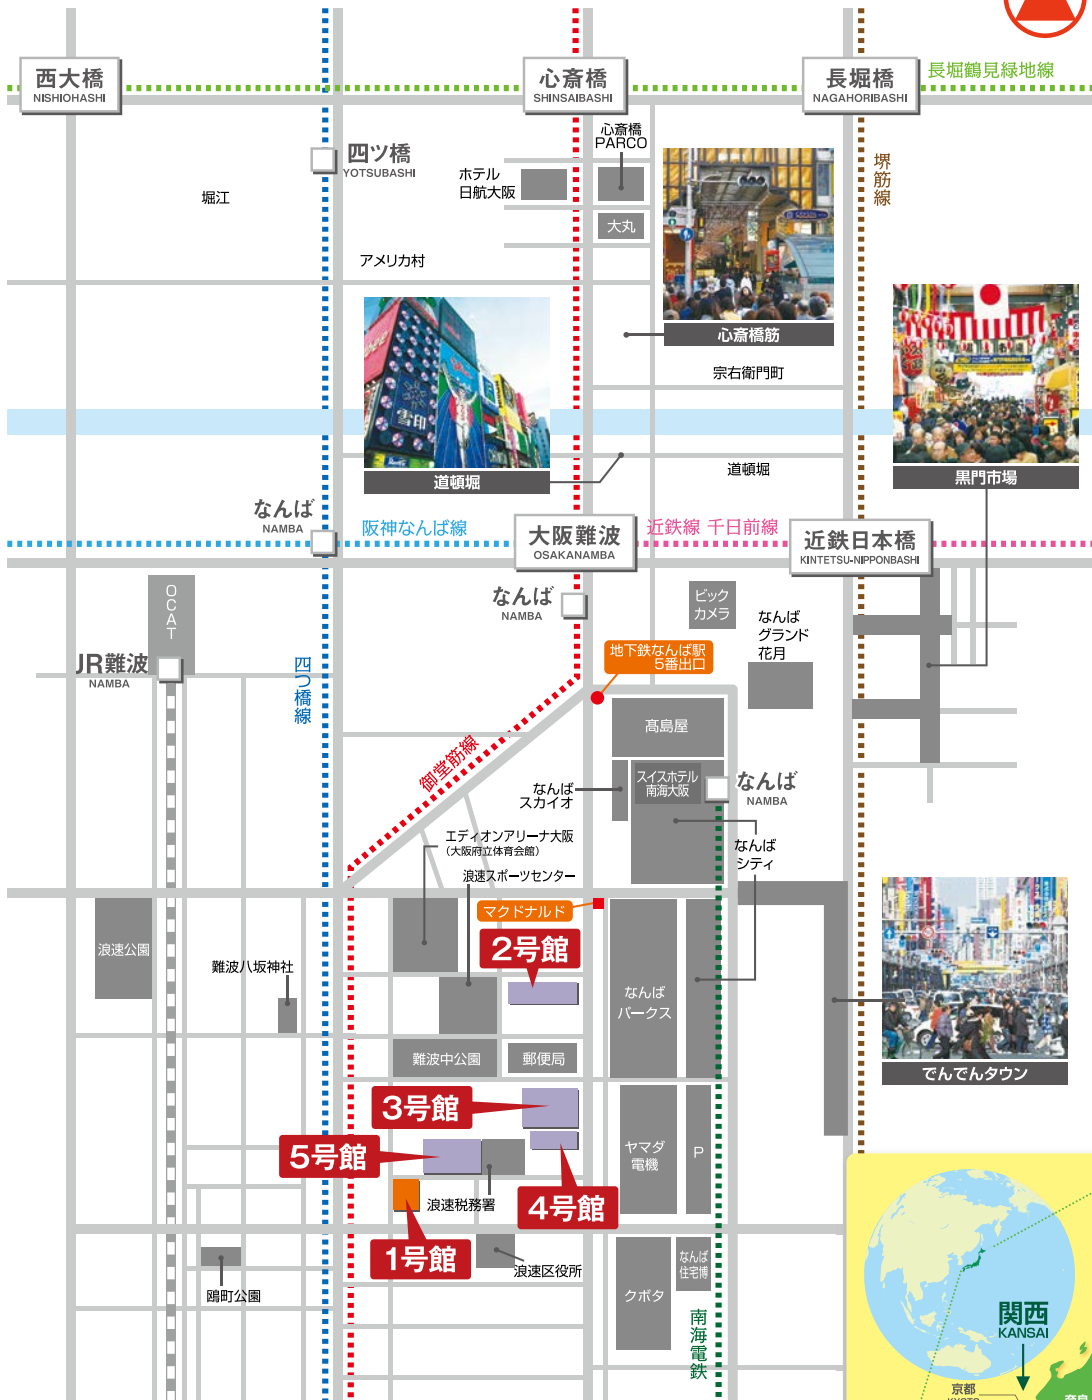 西大橋
NISHIOHASHI
心斎橋
SHINSAIBASHI
長堀橋
NAGAHORIBASHI
長堀鶴見緑地線
心斎橋
PARCO
四ツ橋
YOTSUBASHI
ホテル
日航大阪
堺筋線
堀江
大丸
アメリカ村
心斎橋筋
宗右衛門町
雪印
道頓堀
道頓堀
黒門市場
なんば
NAMBA
阪神なんば線
大阪難波
OSAKANAMBA
近鉄線 千日前線
近鉄日本橋
KINTETSU-NIPPONBASHI
OCAT
なんば
NAMBA
ビック
カメラ
なんば
グランド
花月
地下鉄なんば駅
5番出口
JR難波
NAMBA
四つ橋線
髙島屋
御堂筋線
なんば
スカイオ
スイスホテル
南海大阪
なんば
NAMBA
エディオンアリーナ大阪
(大阪府立体育会館)
なんば
シティ
浪速スポーツセンター
マクドナルド
2号館
浪速公園
難波八坂神社
なんば
パークス
難波中公園
郵便局
でんでんタウン
3号館
ヤマダ
電機
P
5号館
浪速税務署
4号館
1号館
浪速区役所
なんば
住宅博
クボタ
鴎町公園
南海電鉄
関西
KANSAI
京都
KYOTO
奈良